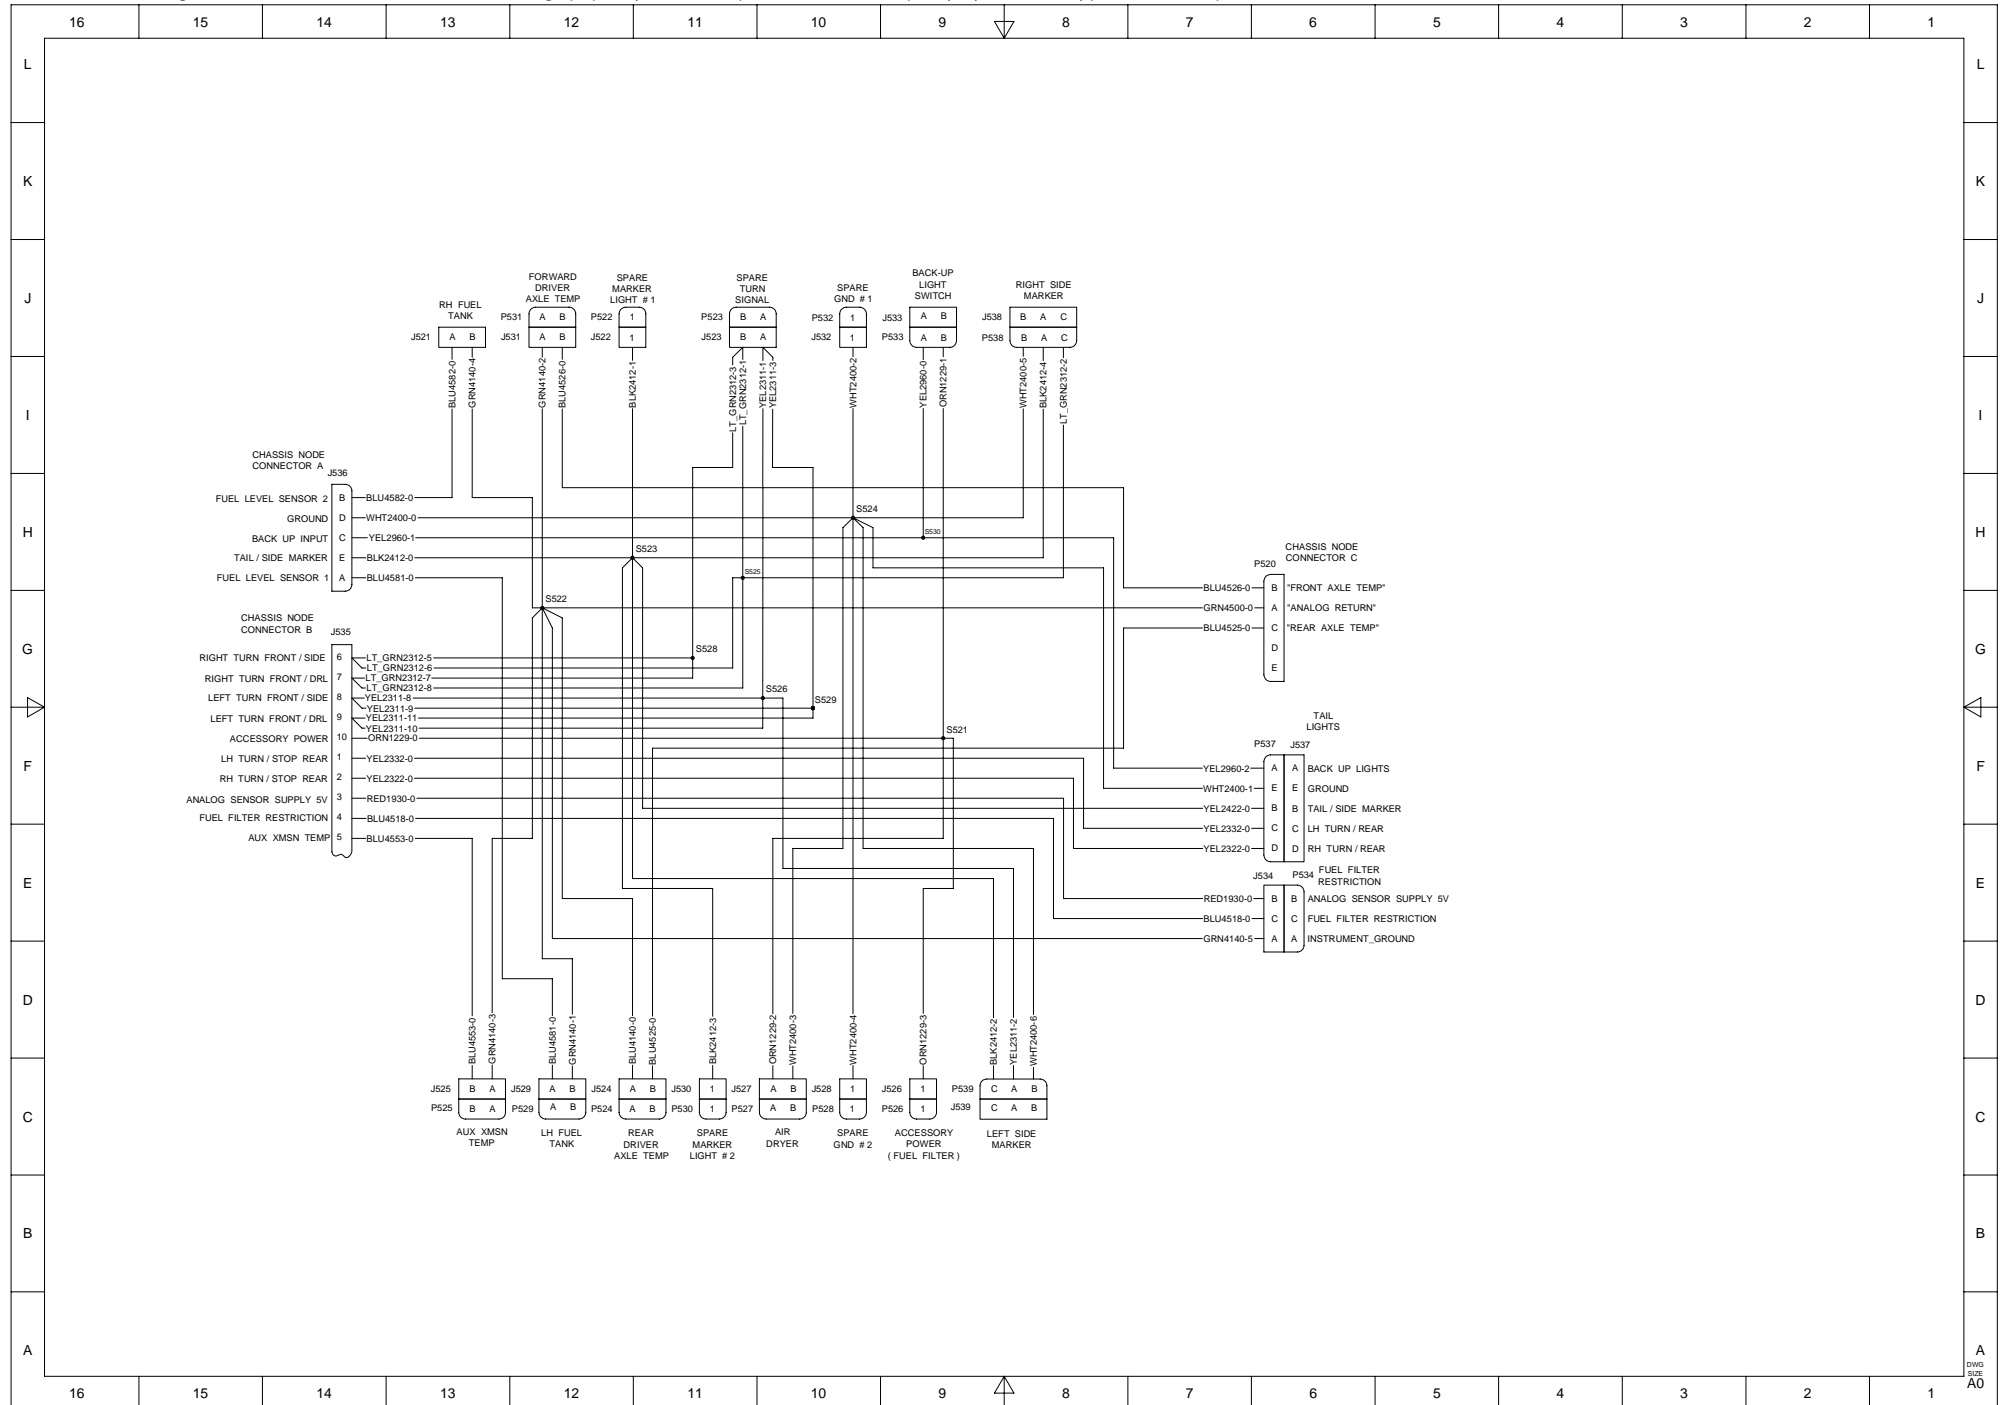 16 15 14 13 12 11 10 9 8 7 6 5 4 3 2 1
L L
K K
J J
I I
H H
G G
F F
E E
D D
C C
B B
A A
RH FUEL
TANK
J521 A B
FORWARD
DRIVER
AXLE TEMP
P531 A B
J531 A B
SPARE
MARKER
LIGHT # 1
P522 1
J522 1
SPARE
TURN
SIGNAL
P523 B A
J523 B A
SPARE
GND # 1
P532 1
J532 1
BACK-UP
LIGHT
SWITCH
J533 A B
P533 A B
RIGHT SIDE
MARKER
J538 B A C
P538 B A C
BLU4582-0
GRN4140-4
GRN4140-2
BLU4526-0
BLK2412-1
LT_GRN2312-3
LT_GRN2312-1
YEL2311-1
YEL2311-3
WHT2400-2
YEL2960-0
ORN1229-1
WHT2400-5
BLK2412-4
LT_GRN2312-2
CHASSIS NODE
CONNECTOR A
J536
FUEL LEVEL SENSOR 2 B BLU4582-0
GROUND D WHT2400-0
BACK UP INPUT C YEL2960-1
TAIL / SIDE MARKER E BLK2412-0
FUEL LEVEL SENSOR 1 A BLU4581-0
S524
S530
S523
S525
S522
S528
S526
S529
S521
CHASSIS NODE
CONNECTOR B
J535
RIGHT TURN FRONT / SIDE 6 LT_GRN2312-5
LT_GRN2312-6
RIGHT TURN FRONT / DRL 7 LT_GRN2312-7
LT_GRN2312-8
LEFT TURN FRONT / SIDE 8 YEL2311-8
YEL2311-9
LEFT TURN FRONT / DRL 9 YEL2311-11
YEL2311-10
ACCESSORY POWER 10 ORN1229-0
LH TURN / STOP REAR 1 YEL2332-0
RH TURN / STOP REAR 2 YEL2322-0
ANALOG SENSOR SUPPLY 5V 3 RED1930-0
FUEL FILTER RESTRICTION 4 BLU4518-0
AUX XMSN TEMP 5 BLU4553-0
CHASSIS NODE
CONNECTOR C
P520
BLU4526-0 B "FRONT AXLE TEMP"
GRN4500-0 A "ANALOG RETURN"
BLU4525-0 C "REAR AXLE TEMP"
D
E
TAIL
LIGHTS
P537 J537
YEL2960-2 A A BACK UP LIGHTS
WHT2400-1 E E GROUND
YEL2422-0 B B TAIL / SIDE MARKER
YEL2332-0 C C LH TURN / REAR
YEL2322-0 D D RH TURN / REAR
J534 P534 FUEL FILTER
RESTRICTION
RED1930-0 B B ANALOG SENSOR SUPPLY 5V
BLU4518-0 C C FUEL FILTER RESTRICTION
GRN4140-5 A A INSTRUMENT_GROUND
BLU4553-0
GRN4140-3
BLU4581-0
GRN4140-1
BLU4140-0
BLU4525-0
BLK2412-3
ORN1229-2
WHT2400-3
WHT2400-4
ORN1229-3
BLK2412-2
YEL2311-2
WHT2400-6
J525 B A
P525 B A
AUX XMSN
TEMP
J529 A B
P529 A B
LH FUEL
TANK
J524 A B
P524 A B
REAR
DRIVER
AXLE TEMP
J530 1
P530 1
SPARE
MARKER
LIGHT # 2
J527 A B
P527 A B
AIR
DRYER
J528 1
P528 1
SPARE
GND # 2
J526 1
P526 1
ACCESSORY
POWER
( FUEL FILTER )
P539 C A B
J539 C A B
LEFT SIDE
MARKER
DWG
SIZE
A0
16 15 14 13 12 11 10 9 8 7 6 5 4 3 2 1